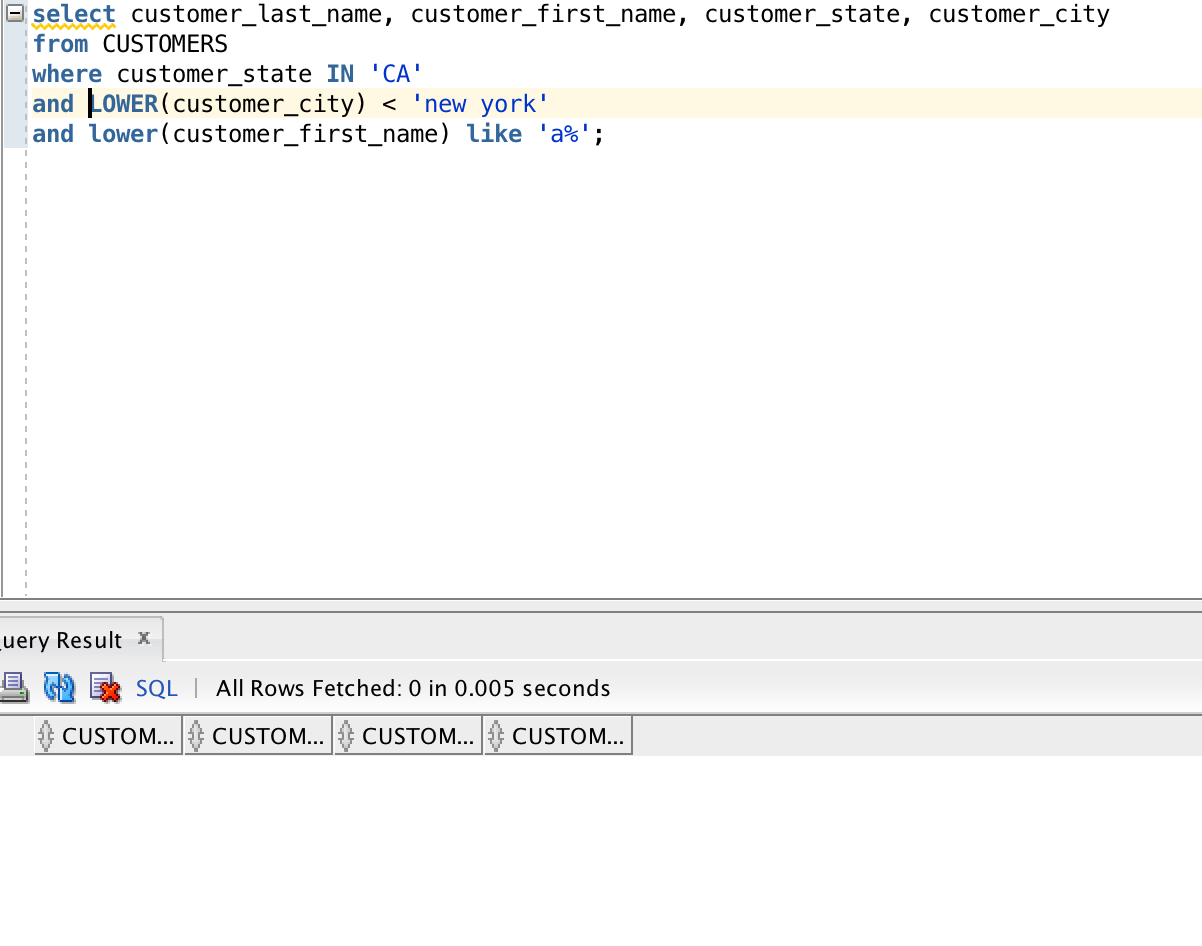 select customer_last_name, customer_first_name, customer_state, customer_city
from CUSTOMERS
where customer_state IN 'CA'
and LOWER(customer_city) < 'new york'
and lower(customer_first_name) like 'a%';
uery Result x
SQL | All Rows Fetched: 0 in 0.005 seconds
CUSTOM... CUSTOM... CUSTOM... CUSTOM...